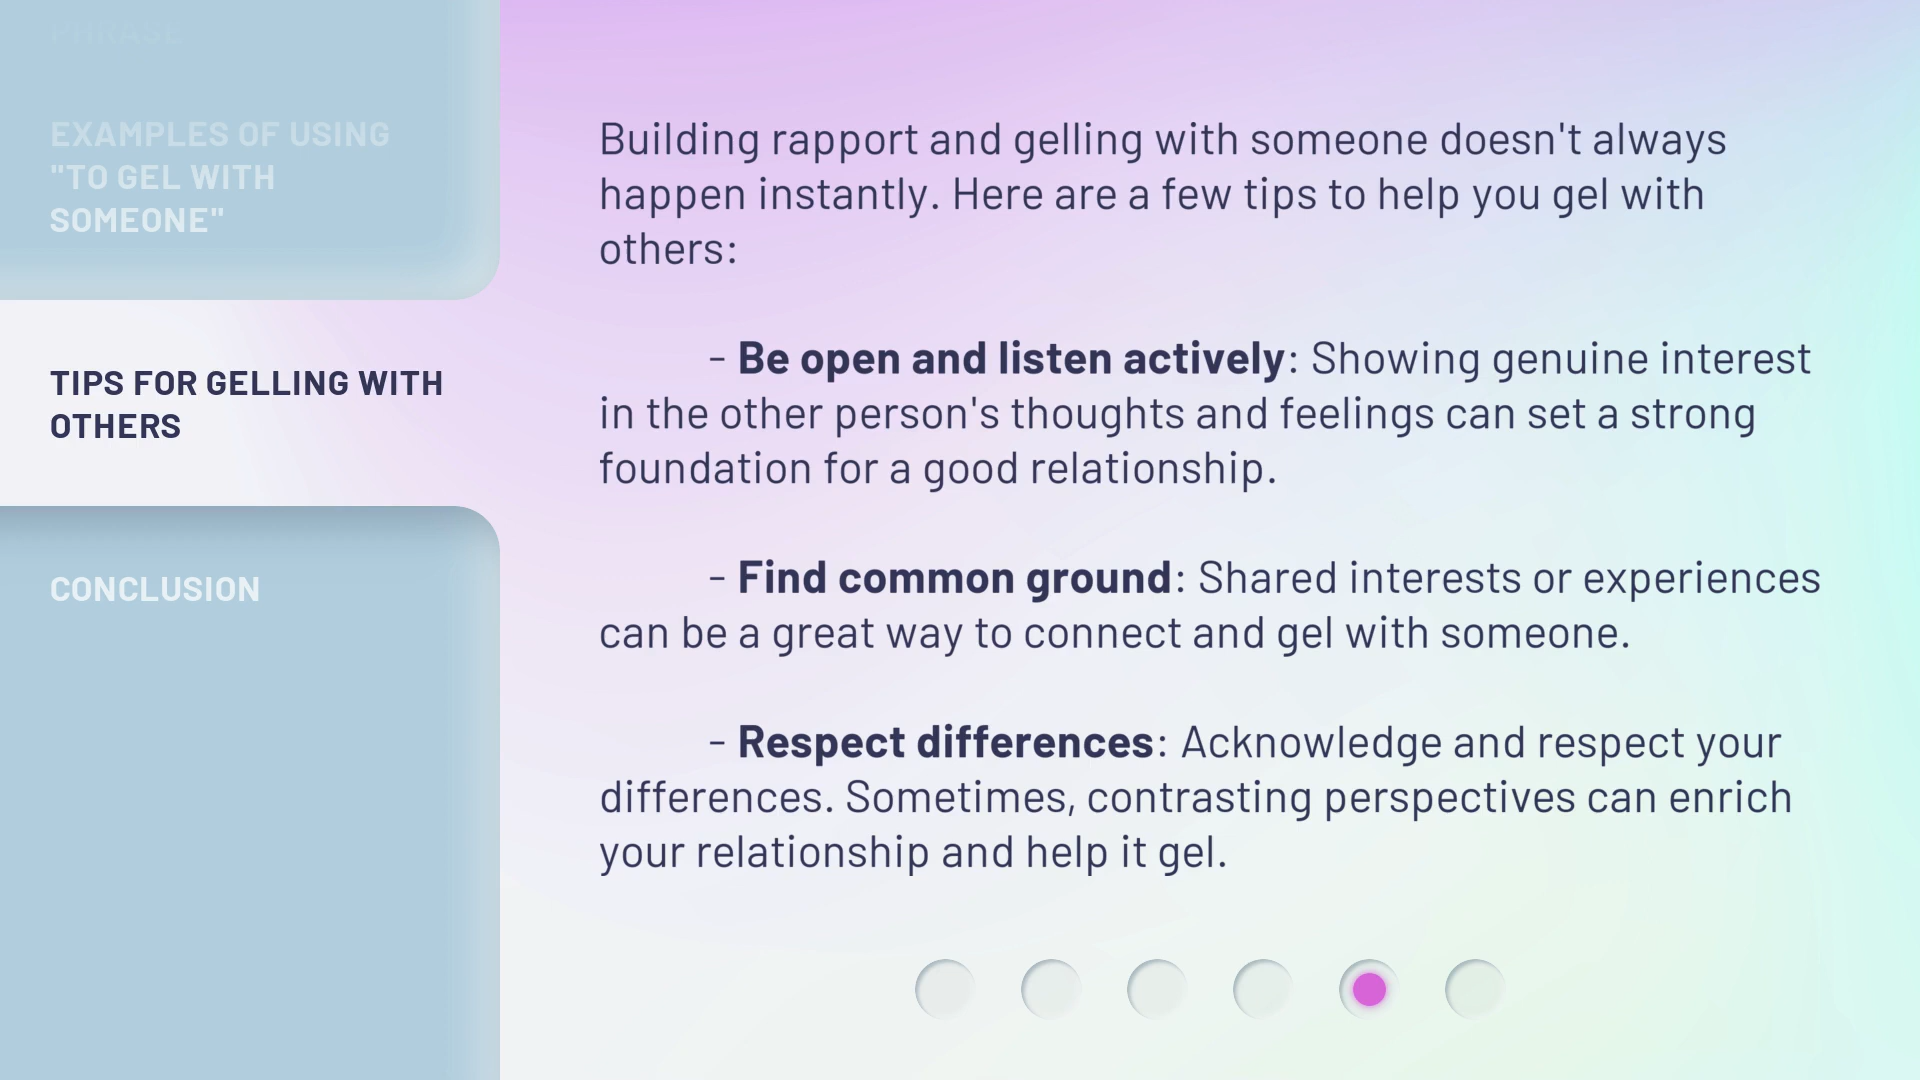 PHRASE
EXAMPLES OF USING
"TO GEL WITH
SOMEONE"
TIPS FOR GELLING WITH
OTHERS
CONCLUSION
Building rapport and gelling with someone doesn't always
happen instantly. Here are a few tips to help you gel with
others:
- Be open and listen actively: Showing genuine interest
in the other person's thoughts and feelings can set a strong
foundation for a good relationship.
- Find common ground: Shared interests or experiences
can be a great way to connect and gel with someone.
- Respect differences: Acknowledge and respect your
differences. Sometimes, contrasting perspectives can enrich
your relationship and help it gel.